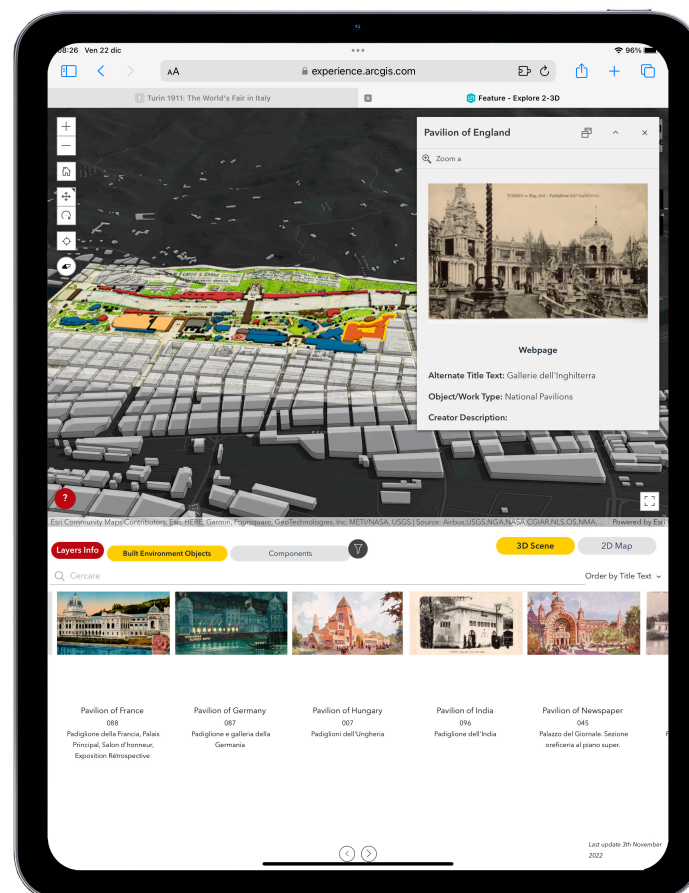 08:26 Ven 22 dic
96%
AA
experience.arcgis.com
Turin 1911: The World's Fair in Italy
Feature - Explore 2-3D
Pavilion of England
Zoom a
Webpage
Alternate Title Text: Gallerie dell'Inghilterra
Object/Work Type: National Pavilions
Creator Description:
?
Esri Community Maps Contributors, Esri, HERE, Garmin, Foursquare, GeoTechnologies, Inc, METI/NASA, USGS | Source: Airbus,USGS,NGA,NASA,CGIAR,NLS,OS,NMA,... Powered by Esri
Layers Info
Built Environment Objects
Components
3D Scene
2D Map
Cercare
Order by Title Text
Pavilion of France
088
Padiglione della Francia, Palais
Principal, Salon d'honneur,
Exposition Rétrospective
Pavilion of Germany
087
Padiglione e galleria della
Germania
Pavilion of Hungary
007
Padiglioni dell'Ungheria
Pavilion of India
096
Padiglione dell'India
Pavilion of Newspaper
045
Palazzo del Giornale. Sezione
oreficeria al piano super.
Last update 3th November
2022